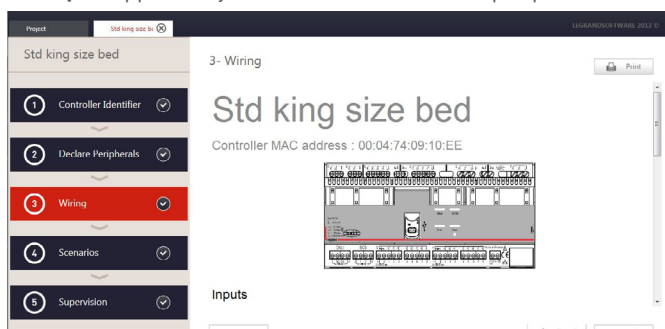 Project
Std king size be
LEGRANDSOFTWARE 2013 ©
Std king size bed
1 Controller Identifier
2 Declare Peripherals
3 Wiring
4 Scenarios
5 Supervision
3- Wiring
Print
Std king size bed
Controller MAC address : 00:04:74:09:10:EE
Inputs